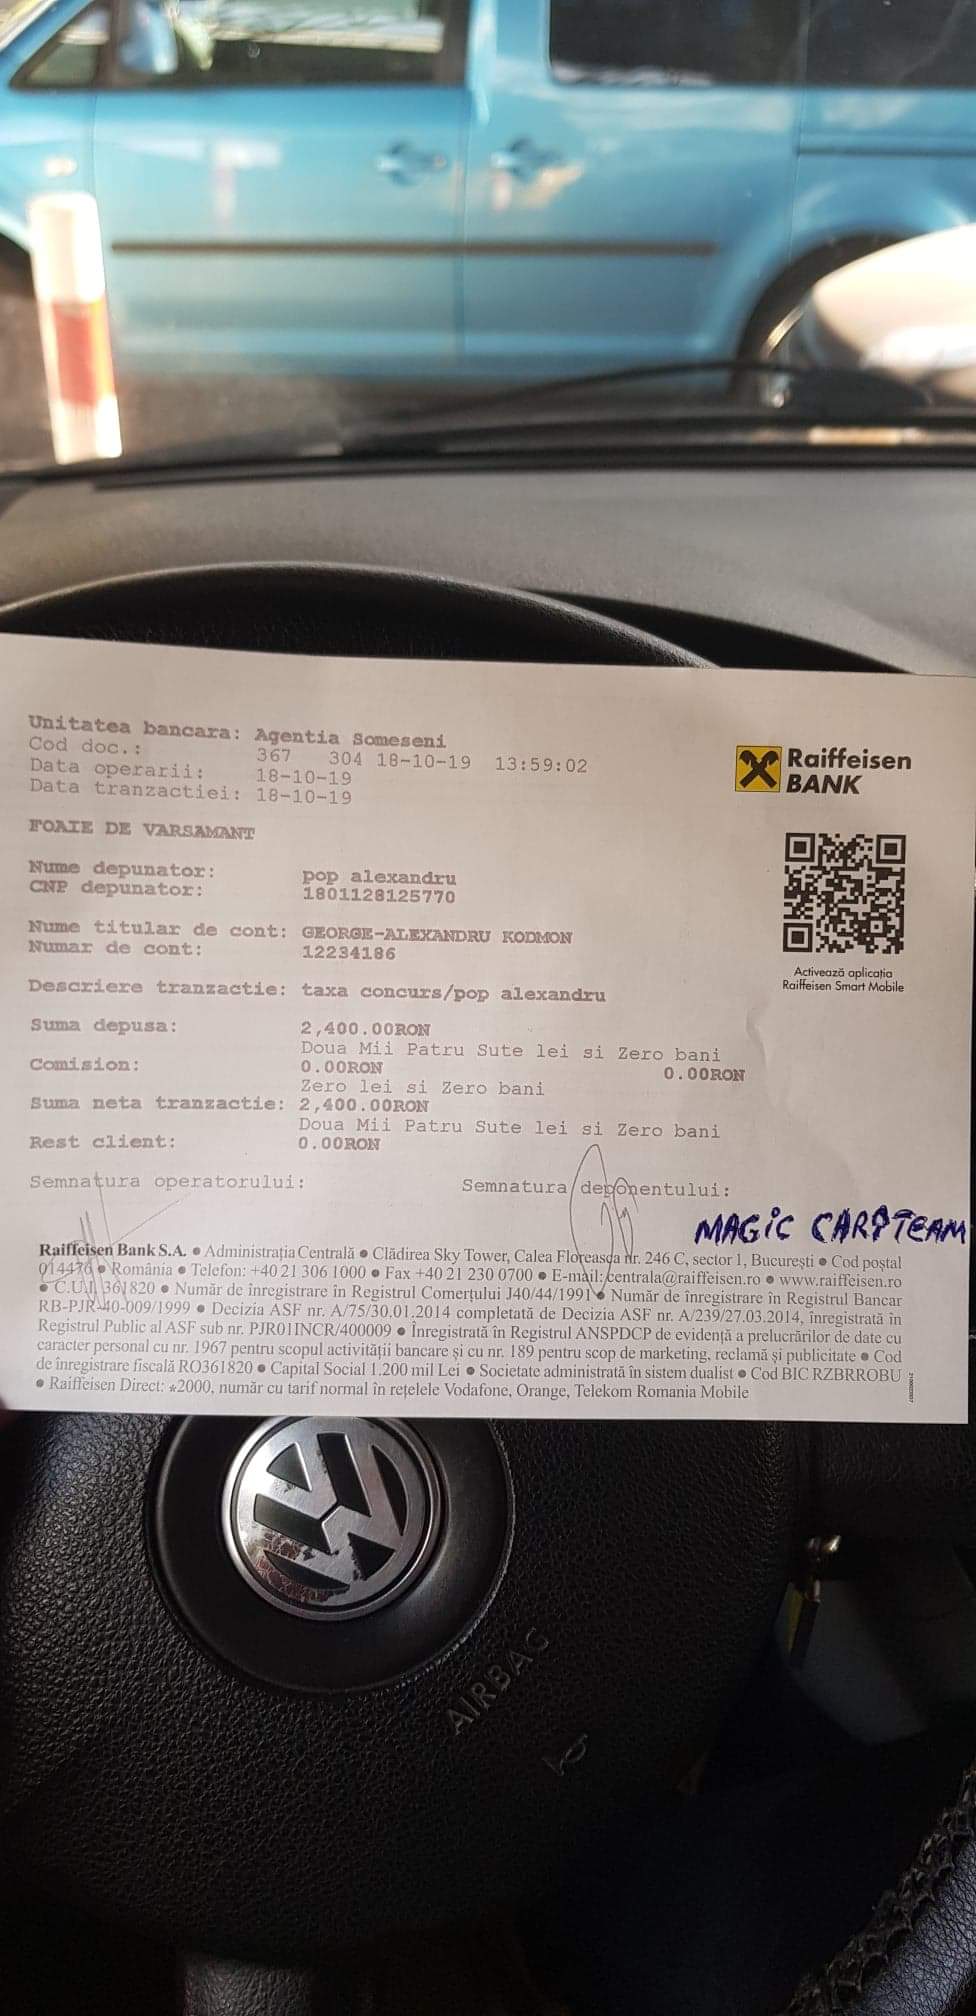 Unitatea bancara: Agentia Someseni
Cod doc.: 367 304 18-10-19 13:59:02
Data operarii: 18-10-19
Data tranzactiei: 18-10-19
Raiffeisen
BANK
FOAIE DE VARSAMANT
Nume depunator: pop alexandru
CNP depunator: 1801128125770
Nume titular de cont: GEORGE-ALEXANDRU KODMON
Numar de cont: 12234186
Activează aplicația
Raiffeisen Smart Mobile
Descriere tranzactie: taxa concurs/pop alexandru
Suma depusa: 2,400.00RON
Doua Mii Patru Sute lei si Zero bani
Comision: 0.00RON 0.00RON
Zero lei si Zero bani
Suma neta tranzactie: 2,400.00RON
Doua Mii Patru Sute lei si Zero bani
Rest client: 0.00RON
Semnatura operatorului: Semnatura deponentului:
MAGIC CARPTEAM
Raiffeisen Bank S.A. ● Administrația Centrală ● Clădirea Sky Tower, Calea Floreasca nr. 246 C, sector 1, București ● Cod poștal
014476 ● România ● Telefon: +40 21 306 1000 ● Fax +40 21 230 0700 ● E-mail: centrala@raiffeisen.ro ● www.raiffeisen.ro
● C.U.I. 361820 ● Număr de înregistrare în Registrul Comerțului J40/44/1991 ● Număr de înregistrare în Registrul Bancar
RB-PJR-40-009/1999 ● Decizia ASF nr. A/75/30.01.2014 completată de Decizia ASF nr. A/239/27.03.2014, înregistrată în
Registrul Public al ASF sub nr. PJR01INCR/400009 ● Înregistrată în Registrul ANSPDCP de evidență a prelucrărilor de date cu
caracter personal cu nr. 1967 pentru scopul activității bancare și cu nr. 189 pentru scop de marketing, reclamă și publicitate ● Cod
de înregistrare fiscală RO361820 ● Capital Social 1.200 mil Lei ● Societate administrată în sistem dualist ● Cod BIC RZBRROBU
● Raiffeisen Direct: *2000, număr cu tarif normal în rețelele Vodafone, Orange, Telekom Romania Mobile
AIRBAG